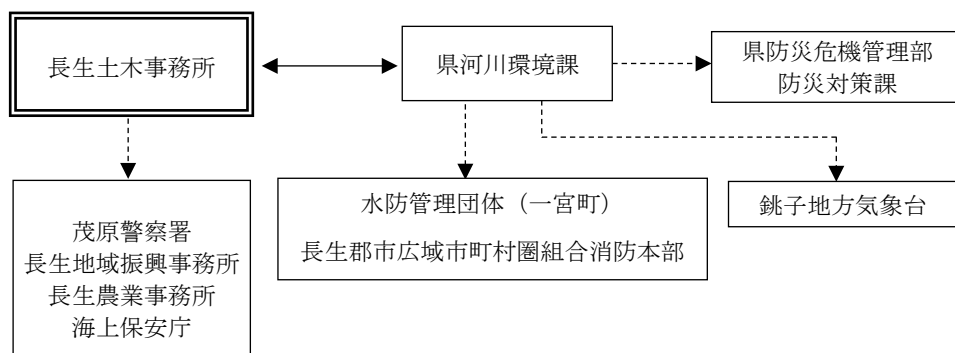 長生土木事務所
県河川環境課
県防災危機管理部
防災対策課
茂原警察署
長生地域振興事務所
長生農業事務所
海上保安庁
水防管理団体（一宮町）
長生郡市広域市町村圏組合消防本部
銚子地方気象台